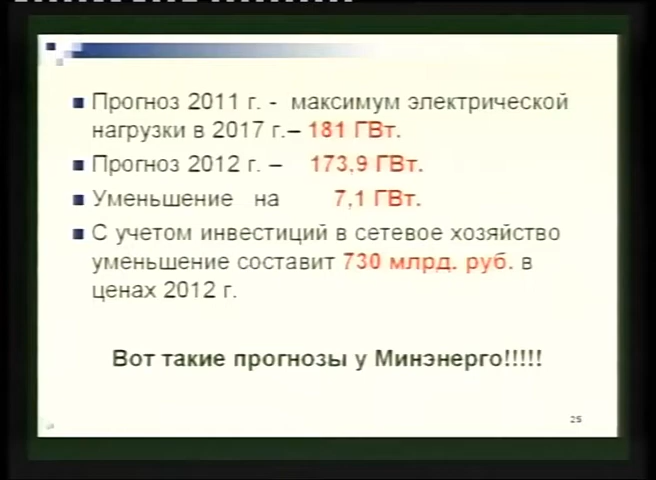 Прогноз 2011 г. - максимум электрической
нагрузки в 2017 г.– 181 ГВт.
Прогноз 2012 г. – 173,9 ГВт.
Уменьшение на 7,1 ГВт.
С учетом инвестиций в сетевое хозяйство
уменьшение составит 730 млрд. руб. в
ценах 2012 г.
Вот такие прогнозы у Минэнерго!!!!!
25